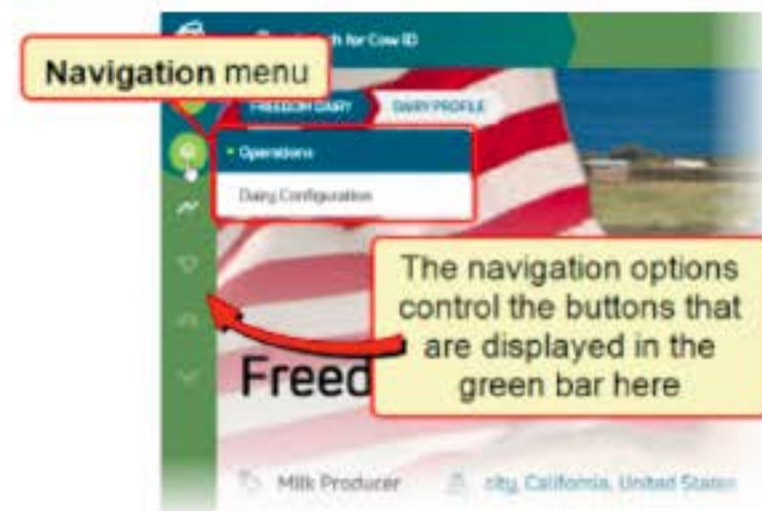 h for Cow ID
Navigation menu
FREEDOM DAIRY
DAIRY PROFILE
Operations
Dairy Configuration
The navigation options
control the buttons that
are displayed in the
green bar here
Freed
Milk Producer
city, California, United States